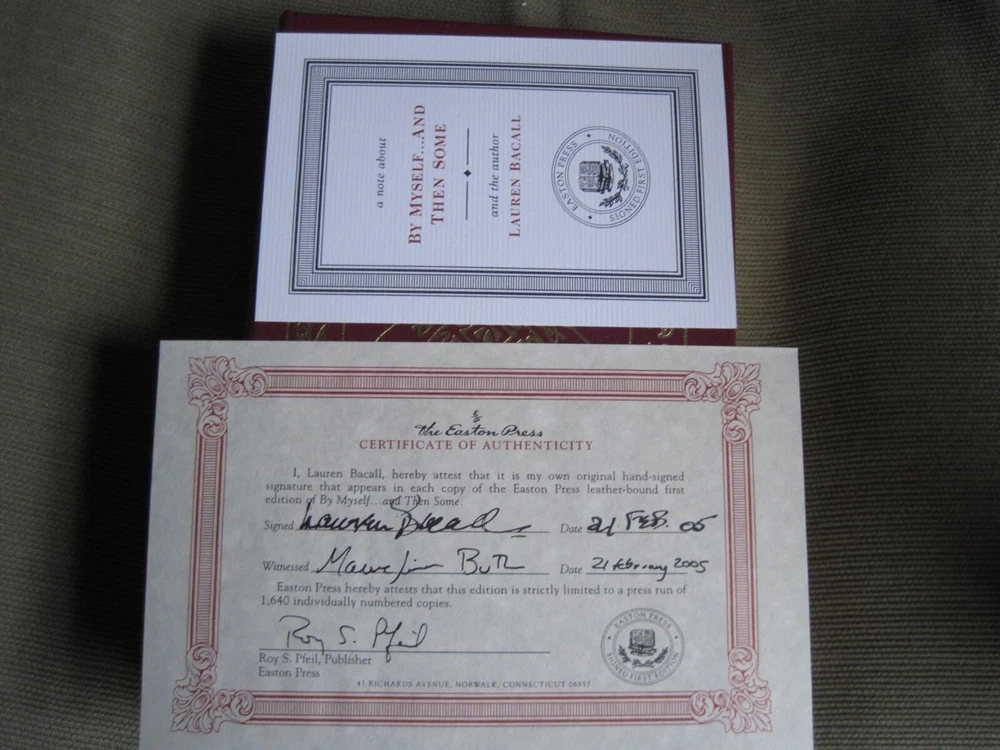 a note about
BY MYSELF...AND
THEN SOME
and the author
LAUREN BACALL
EASTON PRESS
SIGNED FIRST EDITION
The Easton Press
CERTIFICATE OF AUTHENTICITY
I, Lauren Bacall, hereby attest that it is my own original hand-signed
signature that appears in each copy of the Easton Press leather-bound first
edition of By Myself...and Then Some.
Signed Lauren Bacall Date 21 FEB. 05
Witnessed Date 21 february 2005
Easton Press hereby attests that this edition is strictly limited to a press run of
1,640 individually numbered copies.
Roy S. Pfeil
Roy S. Pfeil, Publisher
Easton Press
47 RICHARDS AVENUE, NORWALK, CONNECTICUT 06857
EASTON PRESS
SIGNED FIRST EDITION